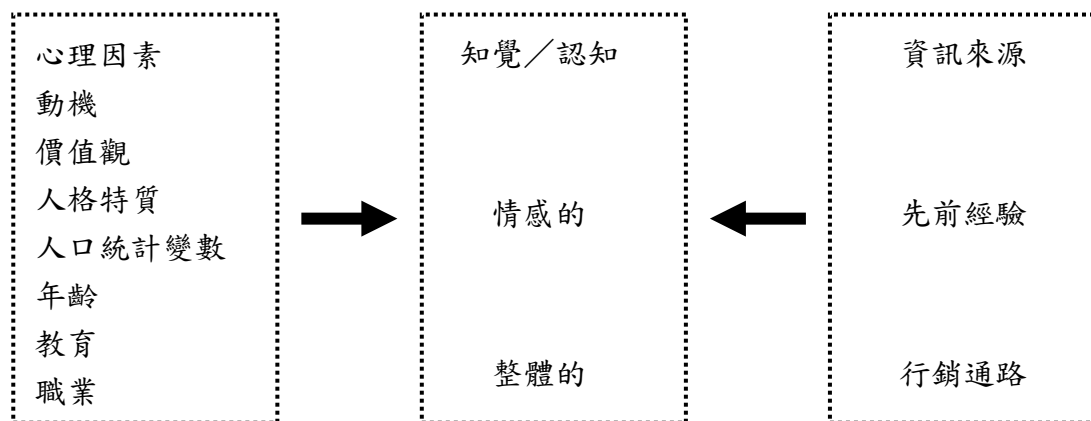 心理因素
動機
價值觀
人格特質
人口統計變數
年齡
教育
職業
知覺／認知
情感的
整體的
資訊來源
先前經驗
行銷通路